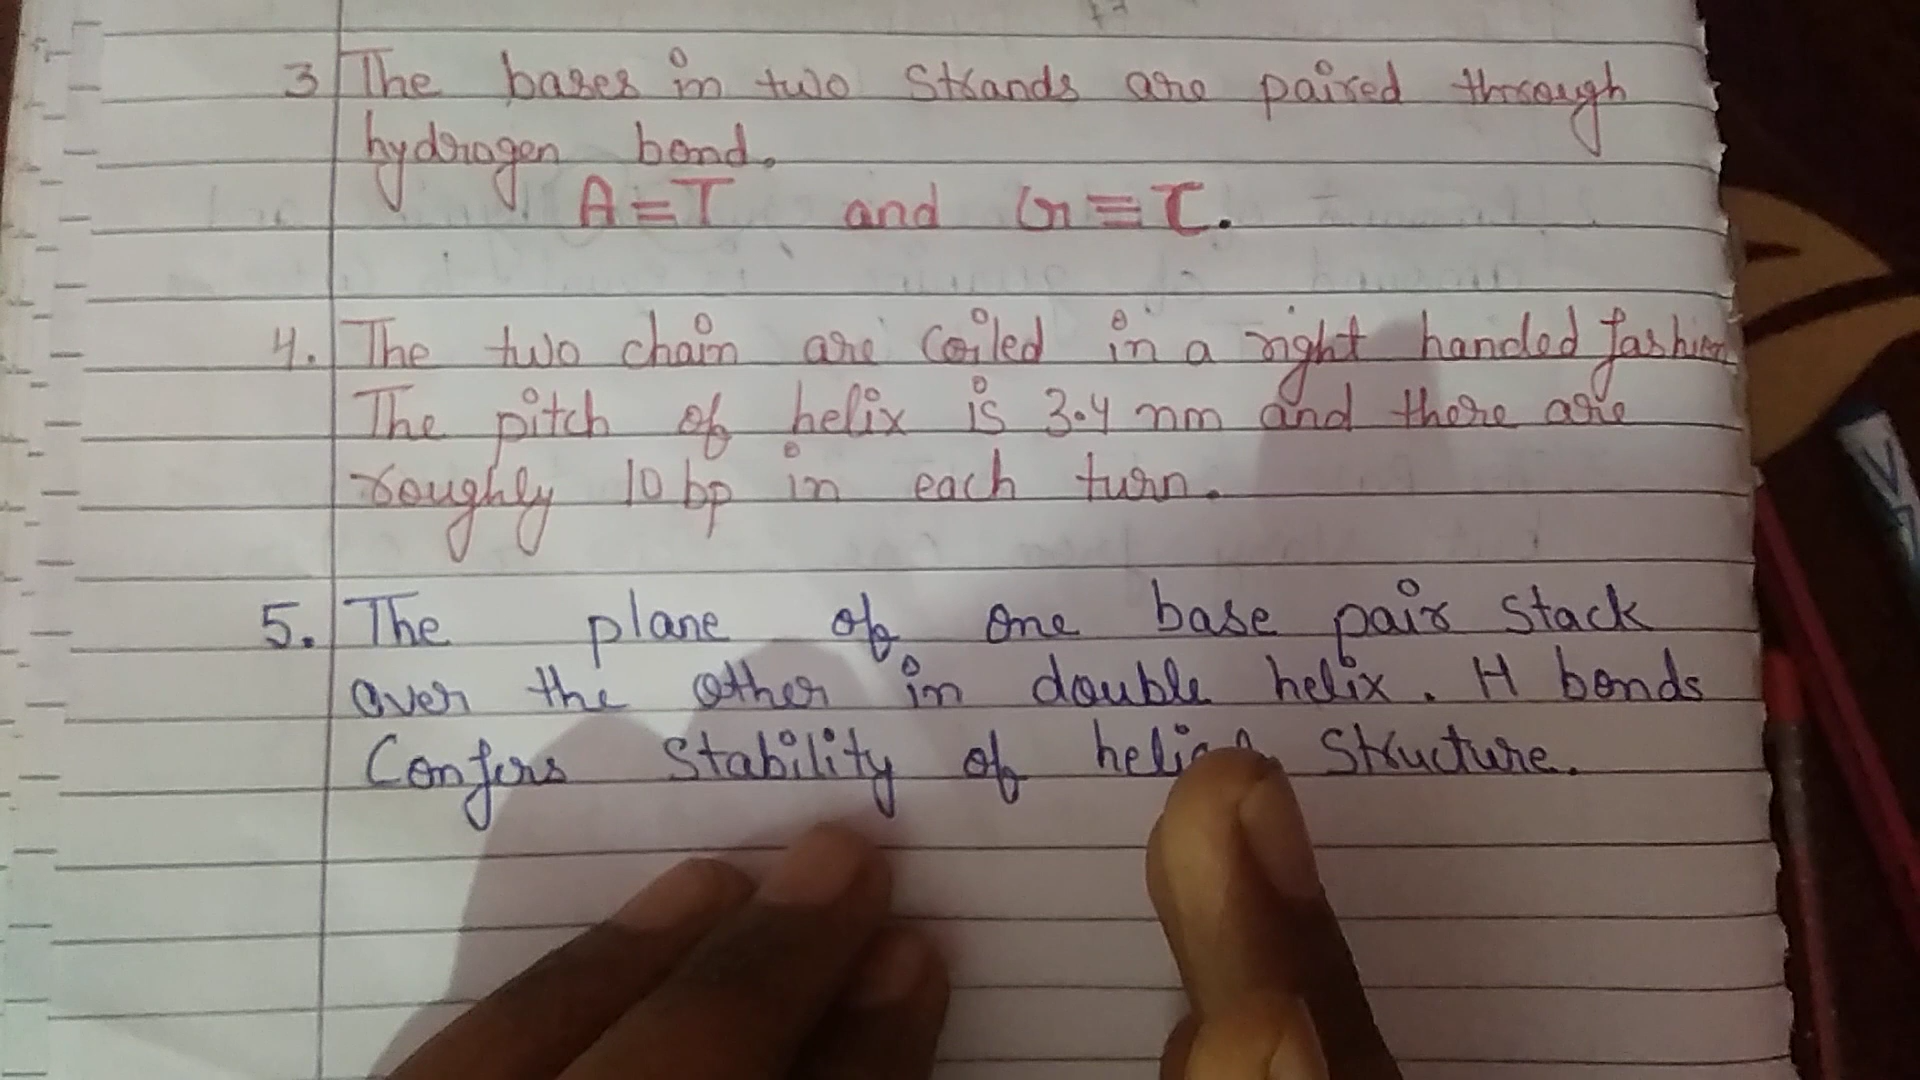 3 The bases in two strands are paired through
hydrogen bond.
A=T and G≡C.
4. The two chain are coiled in a right handed fashion
The pitch of helix is 3.4 nm and there are
roughly 10 bp in each turn.
5. The plane of one base pair stack
over the other in double helix. H bonds
Confers stability of structure.